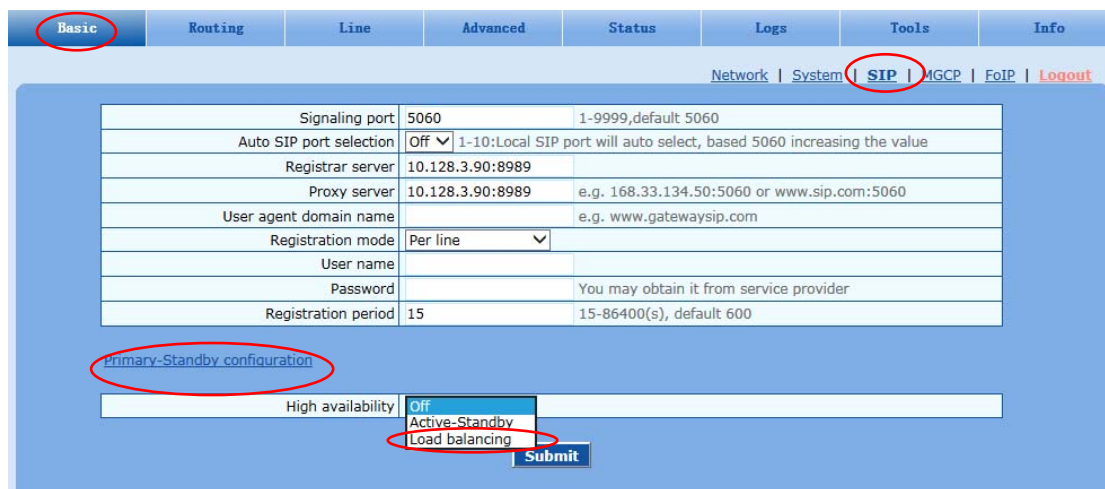 Basic Routing Line Advanced Status Logs Tools Info
Network | System | SIP | MGCP | FoIP | Logout
Signaling port 5060 1-9999,default 5060
Auto SIP port selection Off 1-10:Local SIP port will auto select, based 5060 increasing the value
Registrar server 10.128.3.90:8989
Proxy server 10.128.3.90:8989 e.g. 168.33.134.50:5060 or www.sip.com:5060
User agent domain name e.g. www.gatewaysip.com
Registration mode Per line
User name
Password You may obtain it from service provider
Registration period 15 15-86400(s), default 600
Primary-Standby configuration
High availability Off
Active-Standby
Load balancing
Submit